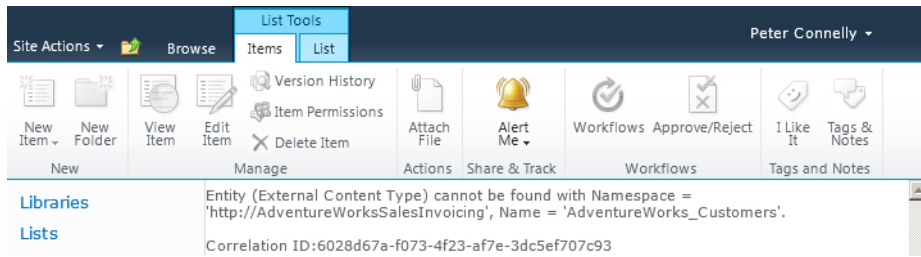 List Tools
Peter Connelly
Site Actions
Browse
Items
List
New Item
New Folder
View Item
Edit Item
Version History
Item Permissions
Delete Item
Attach File
Alert Me
Workflows
Approve/Reject
I Like It
Tags & Notes
New
Manage
Actions
Share & Track
Workflows
Tags and Notes
Libraries
Lists
Entity (External Content Type) cannot be found with Namespace =
'http://AdventureWorksSalesInvoicing', Name = 'AdventureWorks_Customers'.
Correlation ID:6028d67a-f073-4f23-af7e-3dc5ef707c93